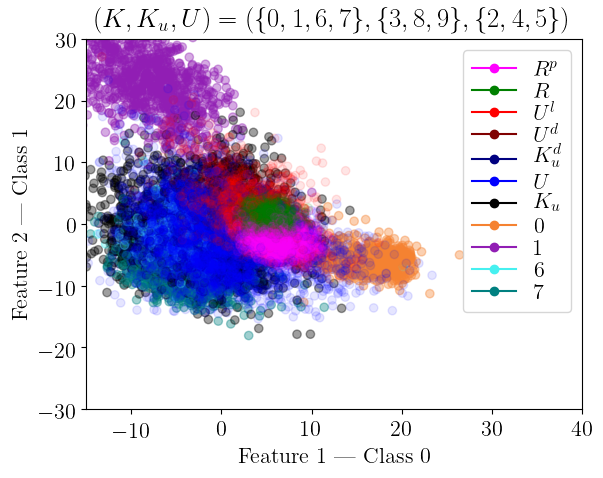 (K, K_u, U) = ({0, 1, 6, 7}, {3, 8, 9}, {2, 4, 5})
30
20
10
0
−10
−20
−30
−10
0
10
20
30
40
Feature 2 — Class 1
Feature 1 — Class 0
R^p
R
U^l
U^d
K_u^d
U
K_u
0
1
6
7